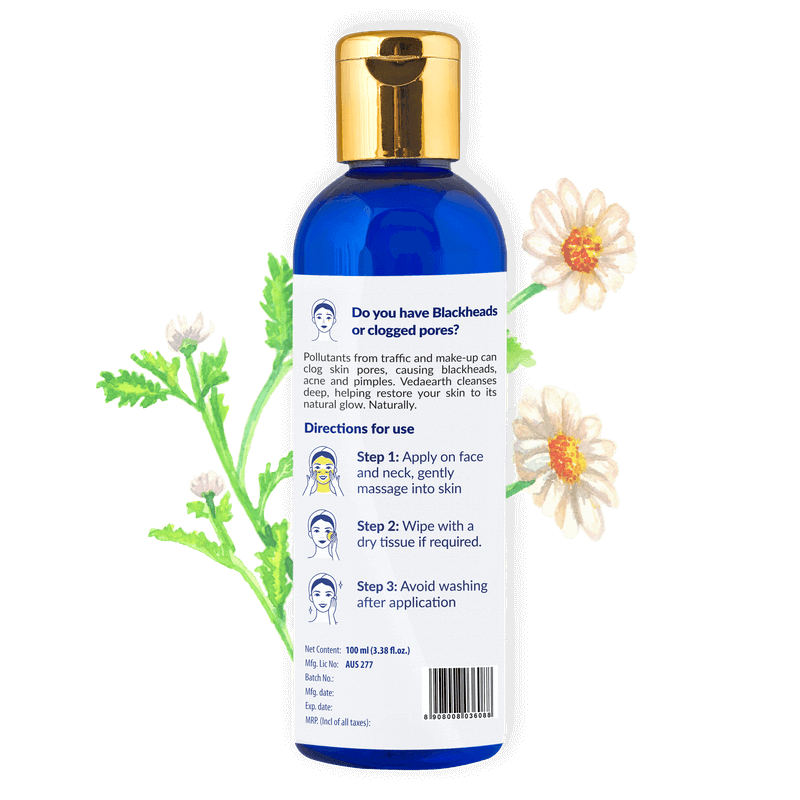 Do you have Blackheads
or clogged pores?
Pollutants from traffic and make-up can
clog skin pores, causing blackheads,
acne and pimples. Vedaearth cleanses
deep, helping restore your skin to its
natural glow. Naturally.
Directions for use
Step 1: Apply on face
and neck, gently
massage into skin
Step 2: Wipe with a
dry tissue if required.
Step 3: Avoid washing
after application
Net Content: 100 ml (3.38 fl.oz.)
Mfg. Lic No: AUS 277
Batch No.:
Mfg. date:
Exp. date:
MRP. (Incl of all taxes):
8 908008 036088